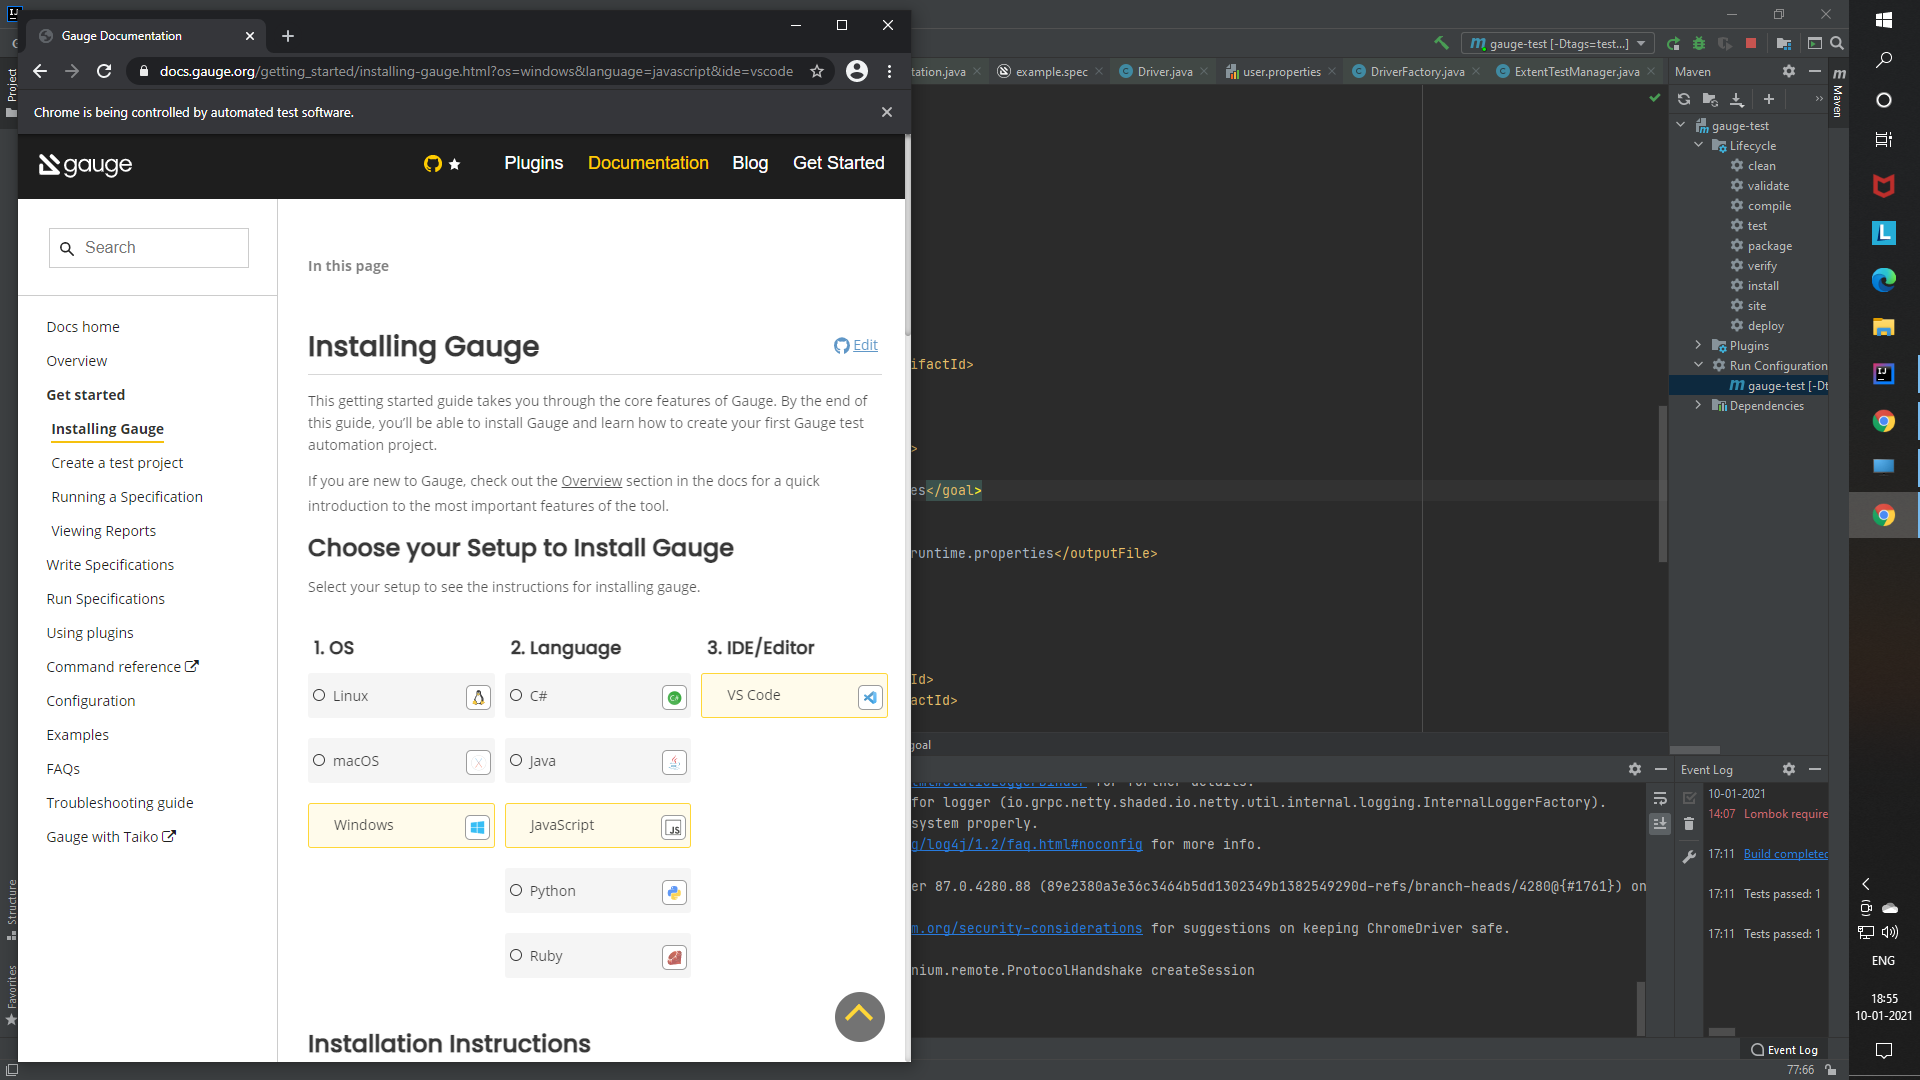 Gauge Documentation
docs.gauge.org/getting_started/installing-gauge.html?os=windows&language=javascript&ide=vscode
Chrome is being controlled by automated test software.
gauge
Plugins
Documentation
Blog
Get Started
Search
Docs home
Overview
Get started
Installing Gauge
Create a test project
Running a Specification
Viewing Reports
Write Specifications
Run Specifications
Using plugins
Command reference
Configuration
Examples
FAQs
Troubleshooting guide
Gauge with Taiko
In this page
Installing Gauge
Edit
This getting started guide takes you through the core features of Gauge. By the end of
this guide, you'll be able to install Gauge and learn how to create your first Gauge test
automation project.
If you are new to Gauge, check out the Overview section in the docs for a quick
introduction to the most important features of the tool.
Choose your Setup to Install Gauge
Select your setup to see the instructions for installing gauge.
1. OS
Linux
macOS
Windows
2. Language
C#
Java
JavaScript
Python
Ruby
3. IDE/Editor
VS Code
Installation Instructions
Project
Structure
Favorites
gauge-test [-Dtags=test...]
tation.java
example.spec
Driver.java
user.properties
DriverFactory.java
ExtentTestManager.java
ifactId>
>
es</goal>
runtime.properties</outputFile>
Id>
actId>
goal
for logger (io.grpc.netty.shaded.io.netty.util.internal.logging.InternalLoggerFactory).
system properly.
g/log4j/1.2/faq.html#noconfig for more info.
er 87.0.4280.88 (89e2380a3e36c3464b5dd1302349b1382549290d-refs/branch-heads/4280@{#1761}) on
m.org/security-considerations for suggestions on keeping ChromeDriver safe.
nium.remote.ProtocolHandshake createSession
Maven
gauge-test
Lifecycle
clean
validate
compile
test
package
verify
install
site
deploy
Plugins
Run Configuration
gauge-test [-Dt
Dependencies
Maven
Event Log
10-01-2021
14:07 Lombok require
17:11 Build completed
17:11 Tests passed: 1
17:11 Tests passed: 1
Event Log
77:66
ENG
18:55
10-01-2021